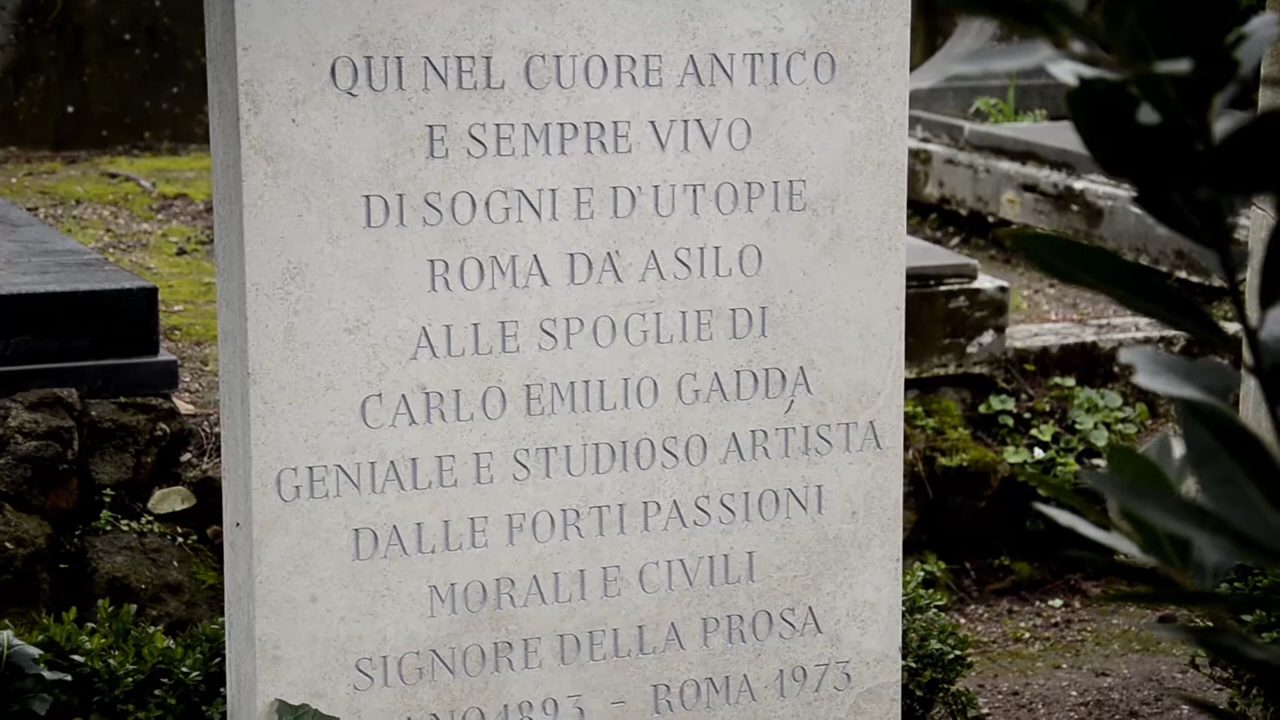 QUI NEL CUORE ANTICO
E SEMPRE VIVO
DI SOGNI E D'UTOPIE
ROMA DA' ASILO
ALLE SPOGLIE DI
CARLO EMILIO GADDA,
GENIALE E STUDIOSO ARTISTA
DALLE FORTI PASSIONI
MORALI E CIVILI
SIGNORE DELLA PROSA
1893 - ROMA 1973